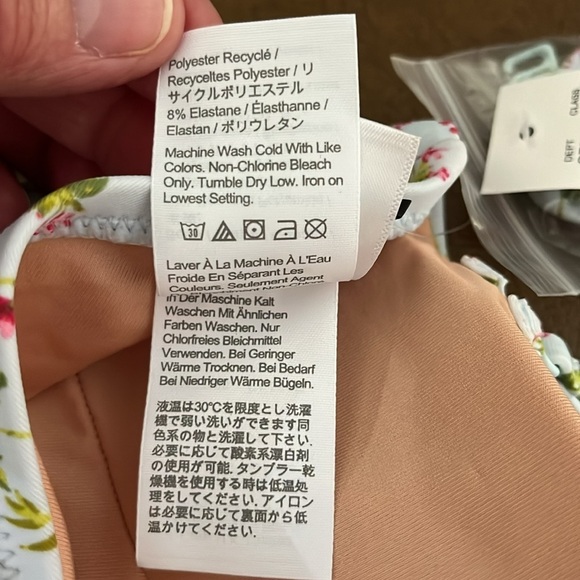 Polyester Recyclé /
Recyceltes Polyester / リ
サイクルポリエステル
8% Elastane / Élasthanne /
Elastan / ポリウレタン
Machine Wash Cold With Like
Colors. Non-Chlorine Bleach
Only. Tumble Dry Low. Iron on
Lowest Setting.
30
Laver À La Machine À L'Eau
Froide En Séparant Les
Couleurs. Seulement Agent
In Der Maschine Kalt
Waschen Mit Ähnlichen
Farben Waschen. Nur
Chlorfreies Bleichmittel
Verwenden. Bei Geringer
Wärme Trocknen. Bei Bedarf
Bei Niedriger Wärme Bügeln.
液温は30℃を限度とし洗濯
機で弱い洗いができます同
色系の物と洗濯して下さい.
必要に応じて酸素系漂白剤
の使用が可能. タンブラー乾
燥機を使用する時は低温処
理をしてください. アイロン
は必要に応じて裏面から低
温かけてください.
DEPT
CLASS